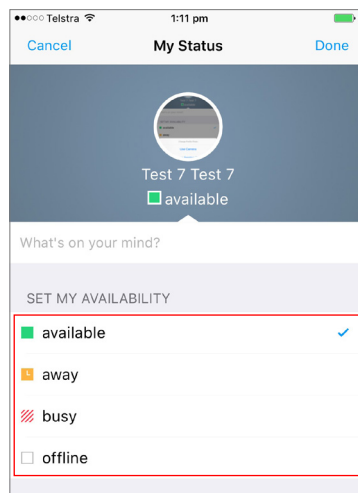 Telstra 1:11 pm
Cancel My Status Done
Test 7 Test 7
available
What's on your mind?
SET MY AVAILABILITY
available
away
busy
offline